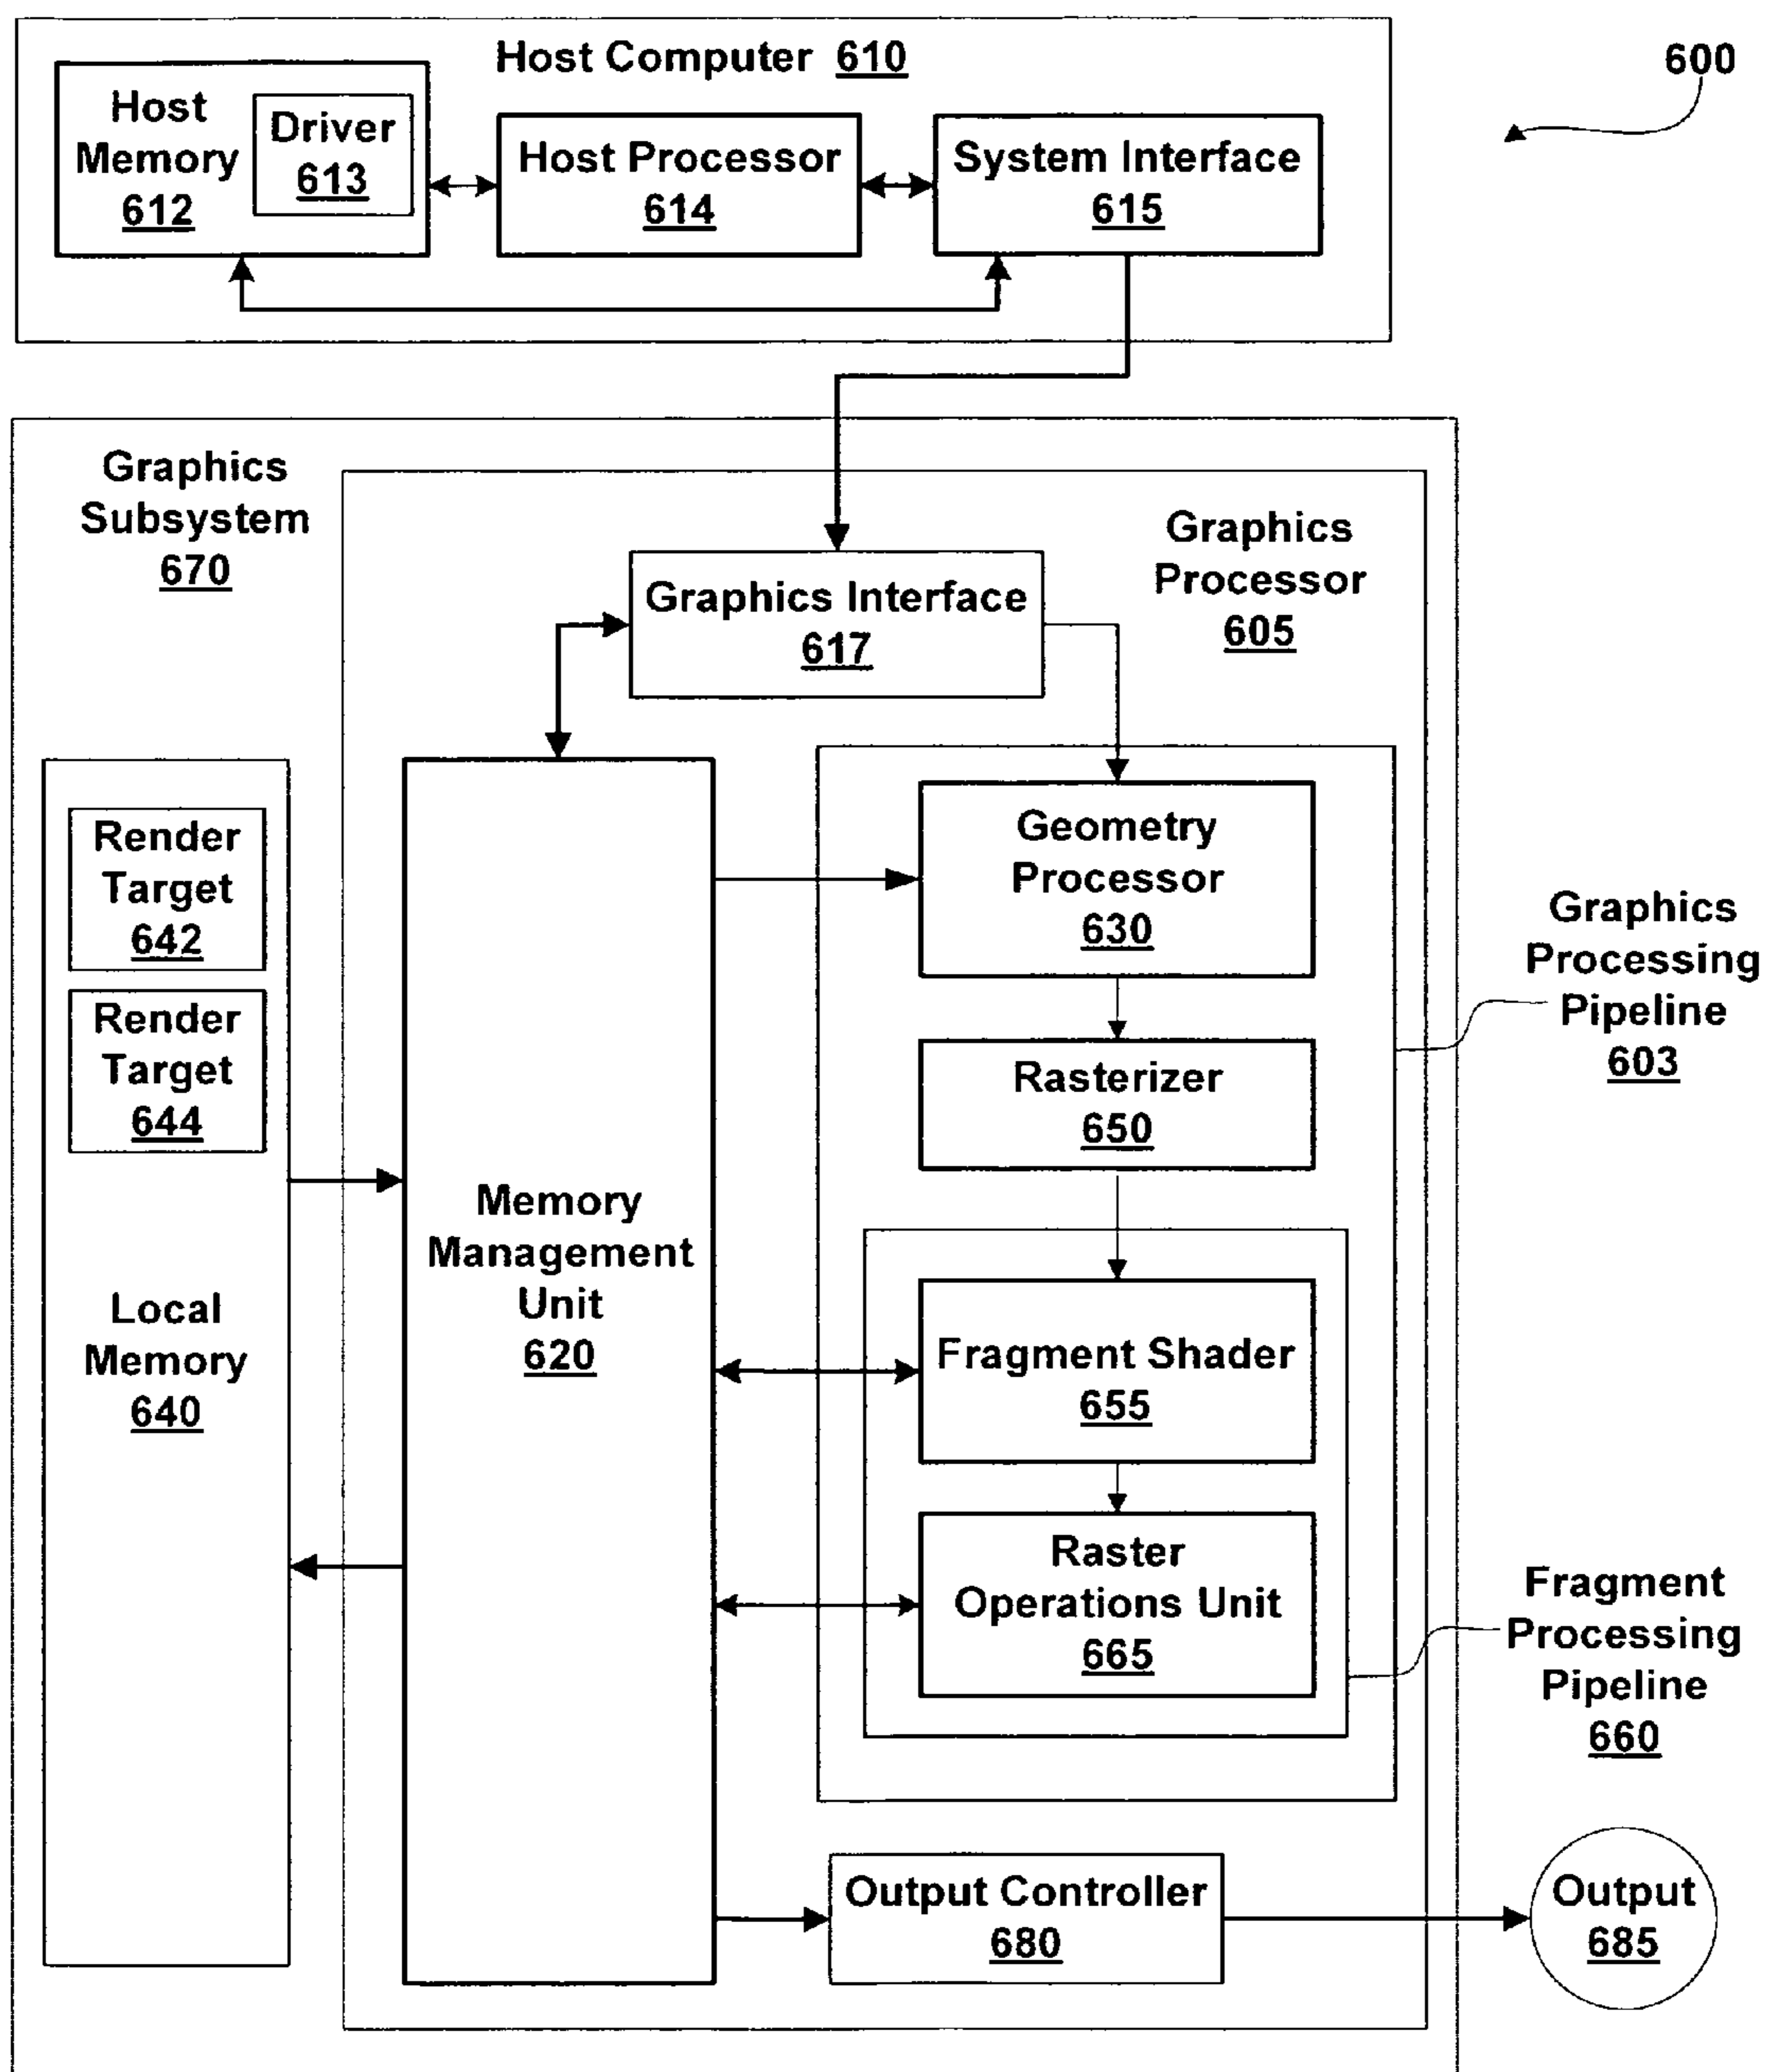 Host Computer 610
600
Host
Memory
612
Driver
613
Host Processor
614
System Interface
615
Graphics
Subsystem
670
Graphics
Processor
605
Graphics Interface
617
Render
Target
642
Render
Target
644
Local
Memory
640
Memory
Management
Unit
620
Geometry
Processor
630
Rasterizer
650
Fragment Shader
655
Raster
Operations Unit
665
Graphics
Processing
Pipeline
603
Fragment
Processing
Pipeline
660
Output Controller
680
Output
685